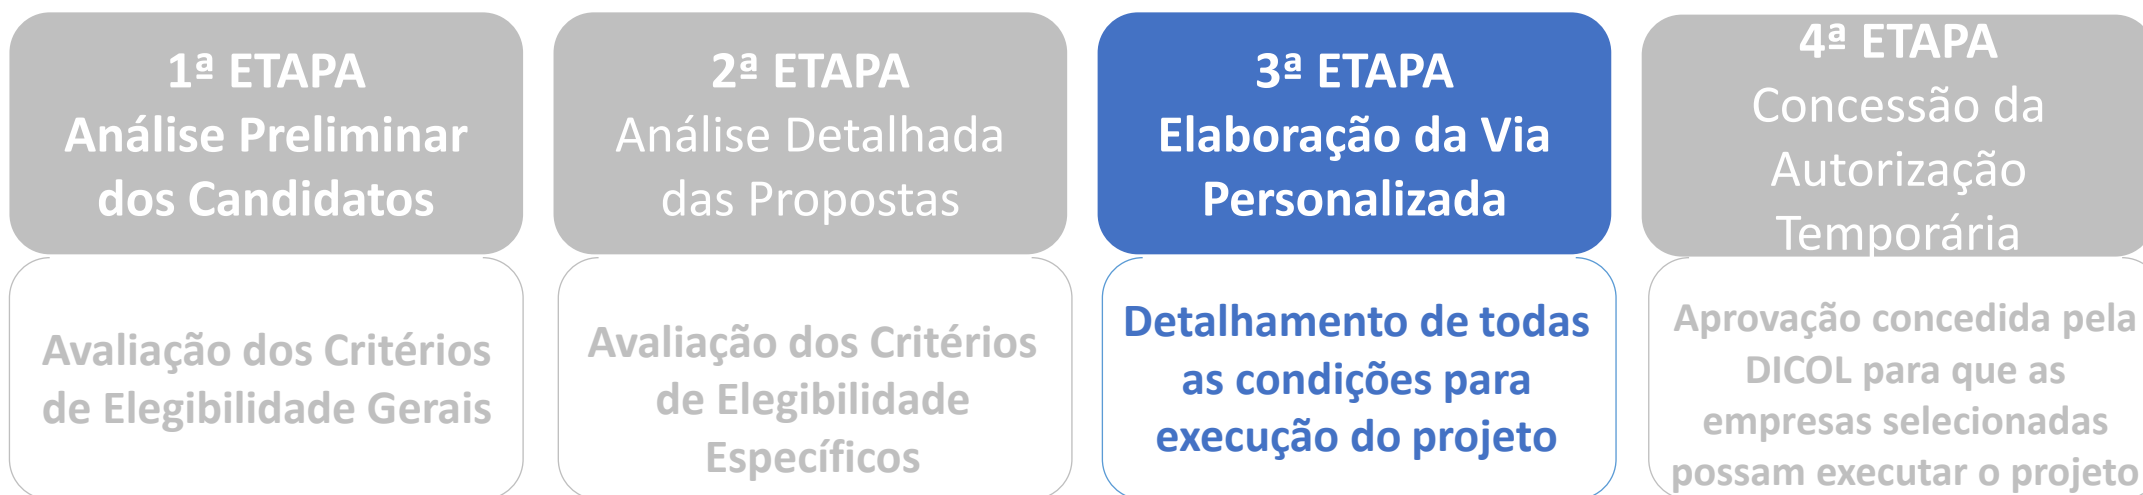 1ª ETAPA
Análise Preliminar
dos Candidatos
Avaliação dos Critérios
de Elegibilidade Gerais
2ª ETAPA
Análise Detalhada
das Propostas
Avaliação dos Critérios
de Elegibilidade
Específicos
3ª ETAPA
Elaboração da Via
Personalizada
Detalhamento de todas
as condições para
execução do projeto
4ª ETAPA
Concessão da
Autorização
Temporária
Aprovação concedida pela
DICOL para que as
empresas selecionadas
possam executar o projeto